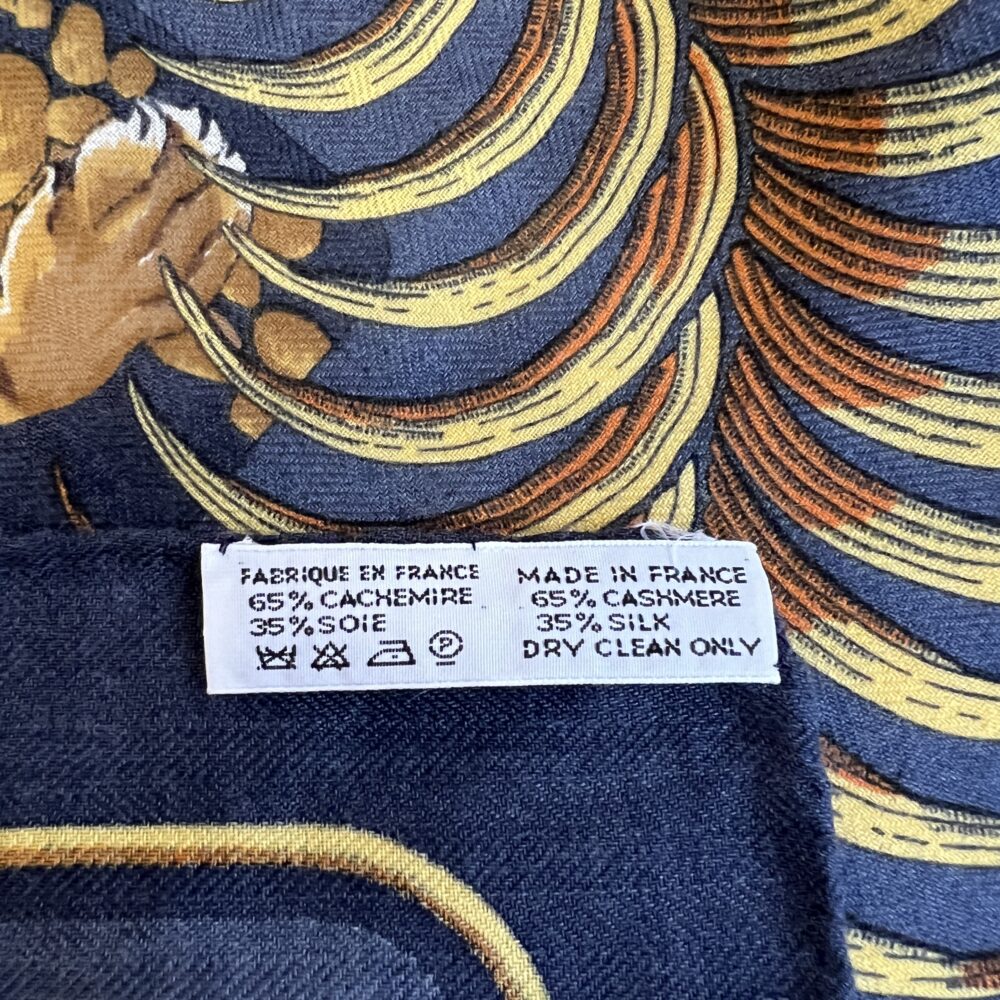 FABRIQUE EN FRANCE
65% CACHEMIRE
35% SOIE
P
MADE IN FRANCE
65% CASHMERE
35% SILK
DRY CLEAN ONLY